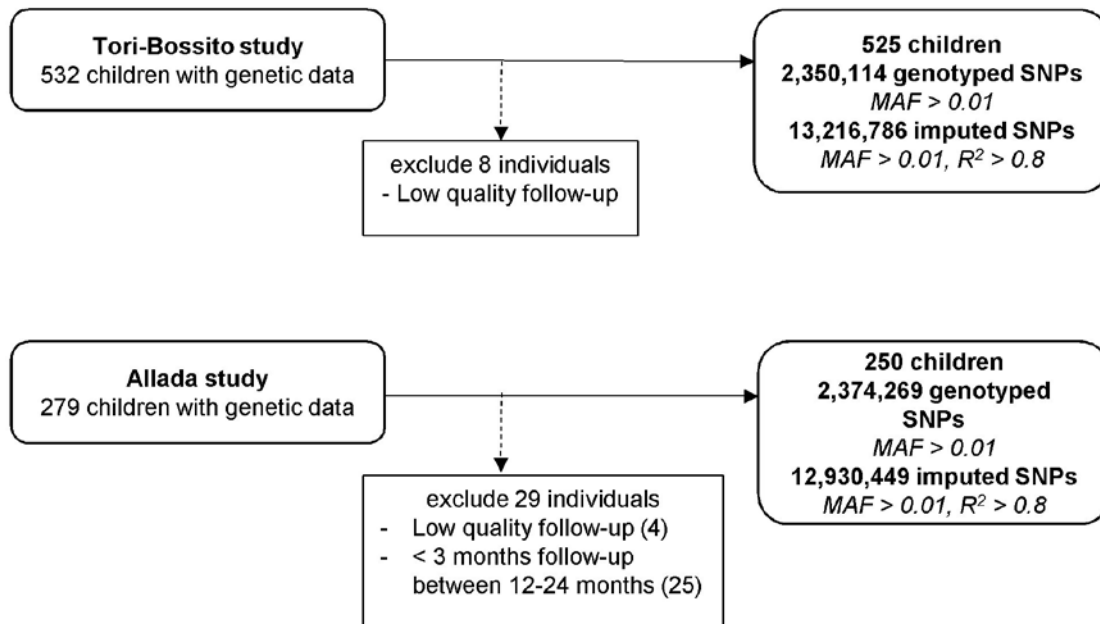 Tori-Bossito study
532 children with genetic data
exclude 8 individuals
- Low quality follow-up
525 children
2,350,114 genotyped SNPs
MAF > 0.01
13,216,786 imputed SNPs
MAF > 0.01, R² > 0.8
Allada study
279 children with genetic data
exclude 29 individuals
- Low quality follow-up (4)
- < 3 months follow-up
between 12-24 months (25)
250 children
2,374,269 genotyped
SNPs
MAF > 0.01
12,930,449 imputed SNPs
MAF > 0.01, R² > 0.8